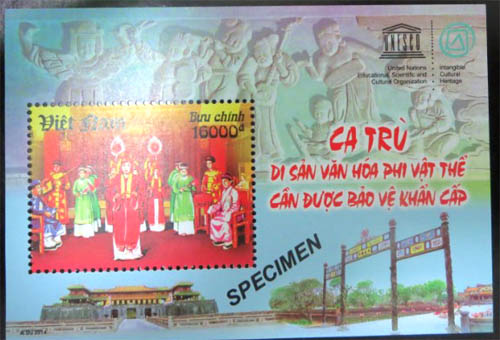 UNESCO
United Nations
Educational, Scientific and
Cultural Organization
Intangible
Cultural
Heritage
Việt Nam
Bưu chính
16000đ
CA TRÙ
DI SẢN VĂN HÓA PHI VẬT THỂ
CẦN ĐƯỢC BẢO VỆ KHẨN CẤP
SPECIMEN